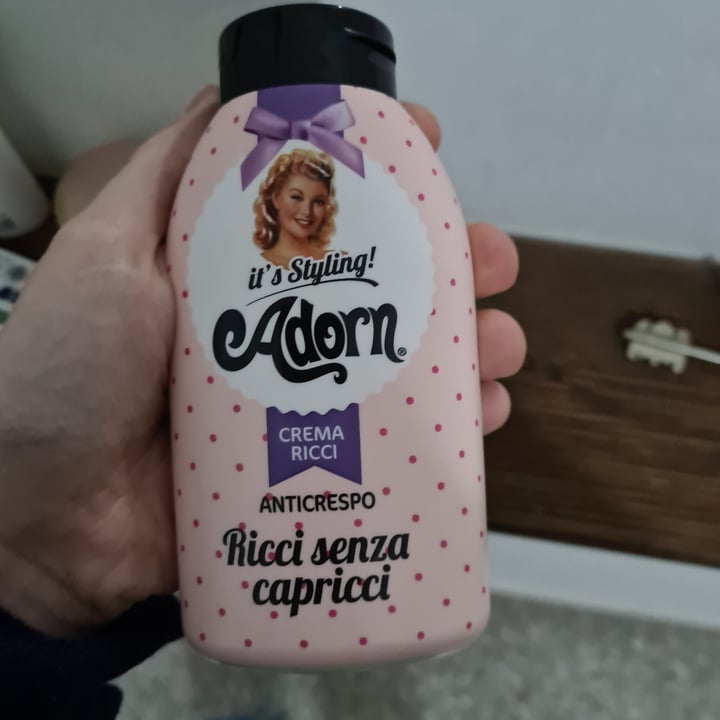 it's Styling!
Adorn®
CREMA
RICCI
ANTICRESPO
Ricci senza
capricci